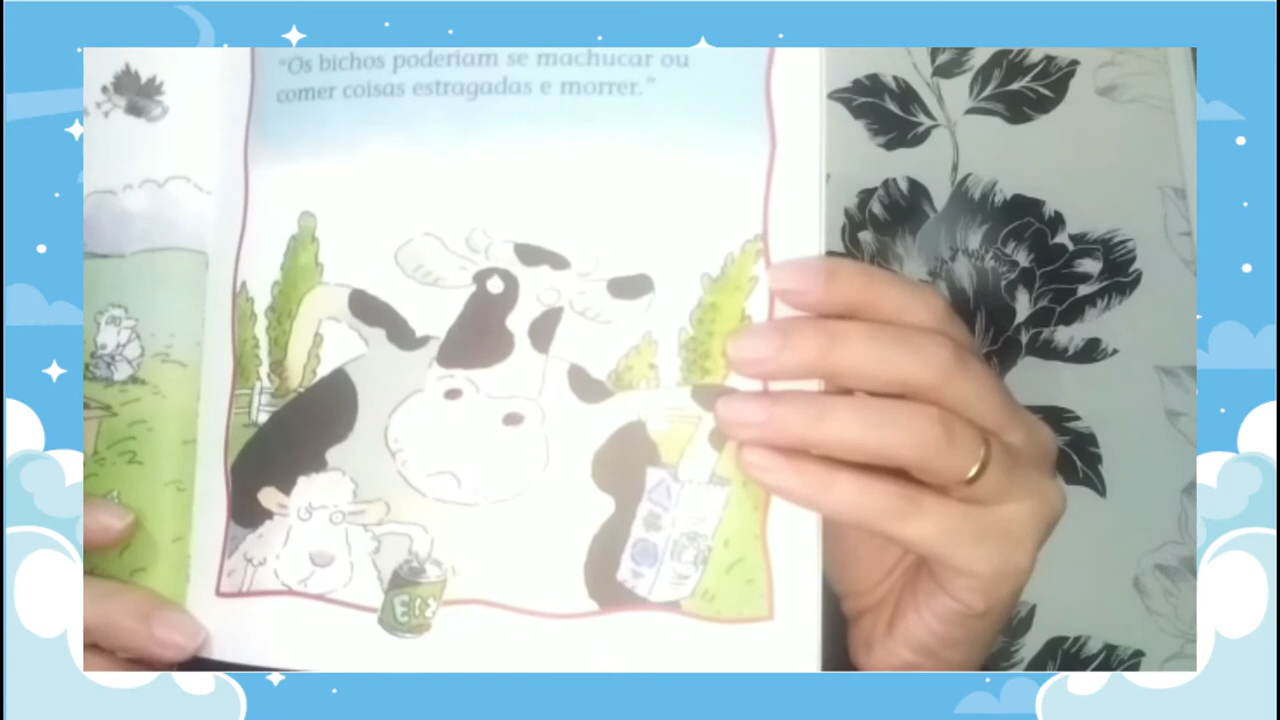 "Os bichos poderiam se machucar ou
comer coisas estragadas e morrer."